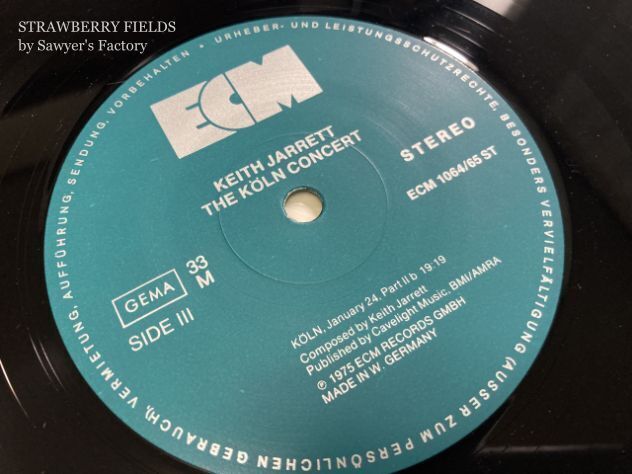 STRAWBERRY FIELDS
by Sawyer's Factory
ECM
KEITH JARRETT
THE KÖLN CONCERT
STEREO
ECM 1064/65 ST
GEMA
33
M
SIDE III
KÖLN, January 24, Part II b 19.19
Composed by Keith Jarrett
Published by Cavelight Music, BMI/AMRA
℗ 1975 ECM RECORDS GMBH
MADE IN W. GERMANY
URHEBER- UND LEISTUNGSSCHUTZRECHTE, BESONDERS VERVIELFÄLTIGUNG (AUSSER ZUM PERSÖNLICHEN GEBRAUCH), VERMIETUNG, AUFFÜHRUNG, SENDUNG, VORBEHALTEN •